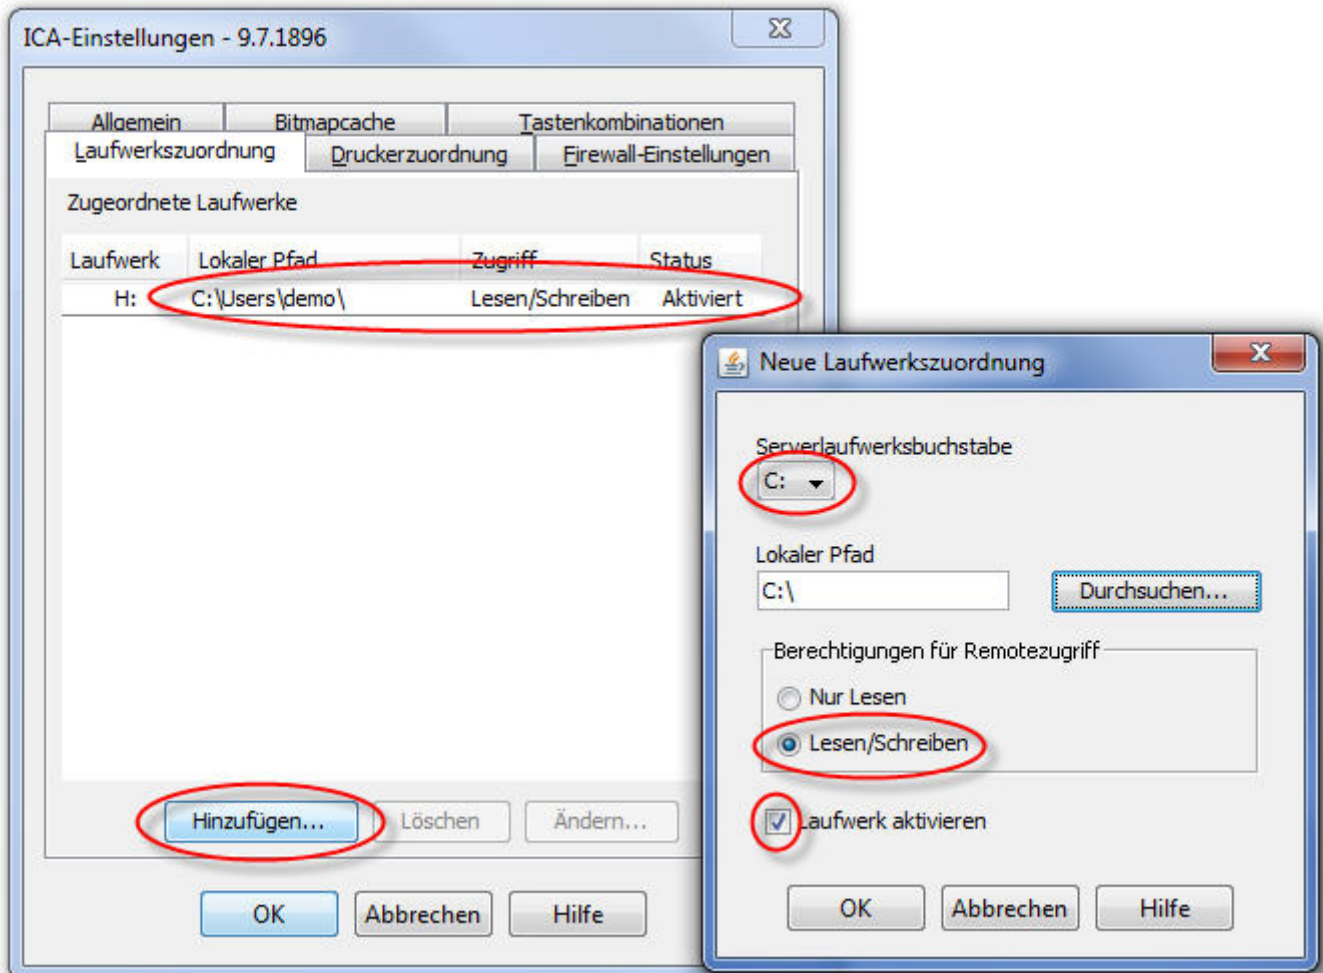 ICA-Einstellungen - 9.7.1896
Allgemein Bitmapcache Tastenkombinationen
Laufwerkszuordnung Druckerzuordnung Firewall-Einstellungen
Zugeordnete Laufwerke
Laufwerk Lokaler Pfad Zugriff Status
H: C:\Users\demo\ Lesen/Schreiben Aktiviert
Hinzufügen... Löschen Ändern...
OK Abbrechen Hilfe
Neue Laufwerkszuordnung
Serverlaufwerksbuchstabe
C:
Lokaler Pfad
C:\ Durchsuchen...
Berechtigungen für Remotezugriff
Nur Lesen
Lesen/Schreiben
Laufwerk aktivieren
OK Abbrechen Hilfe